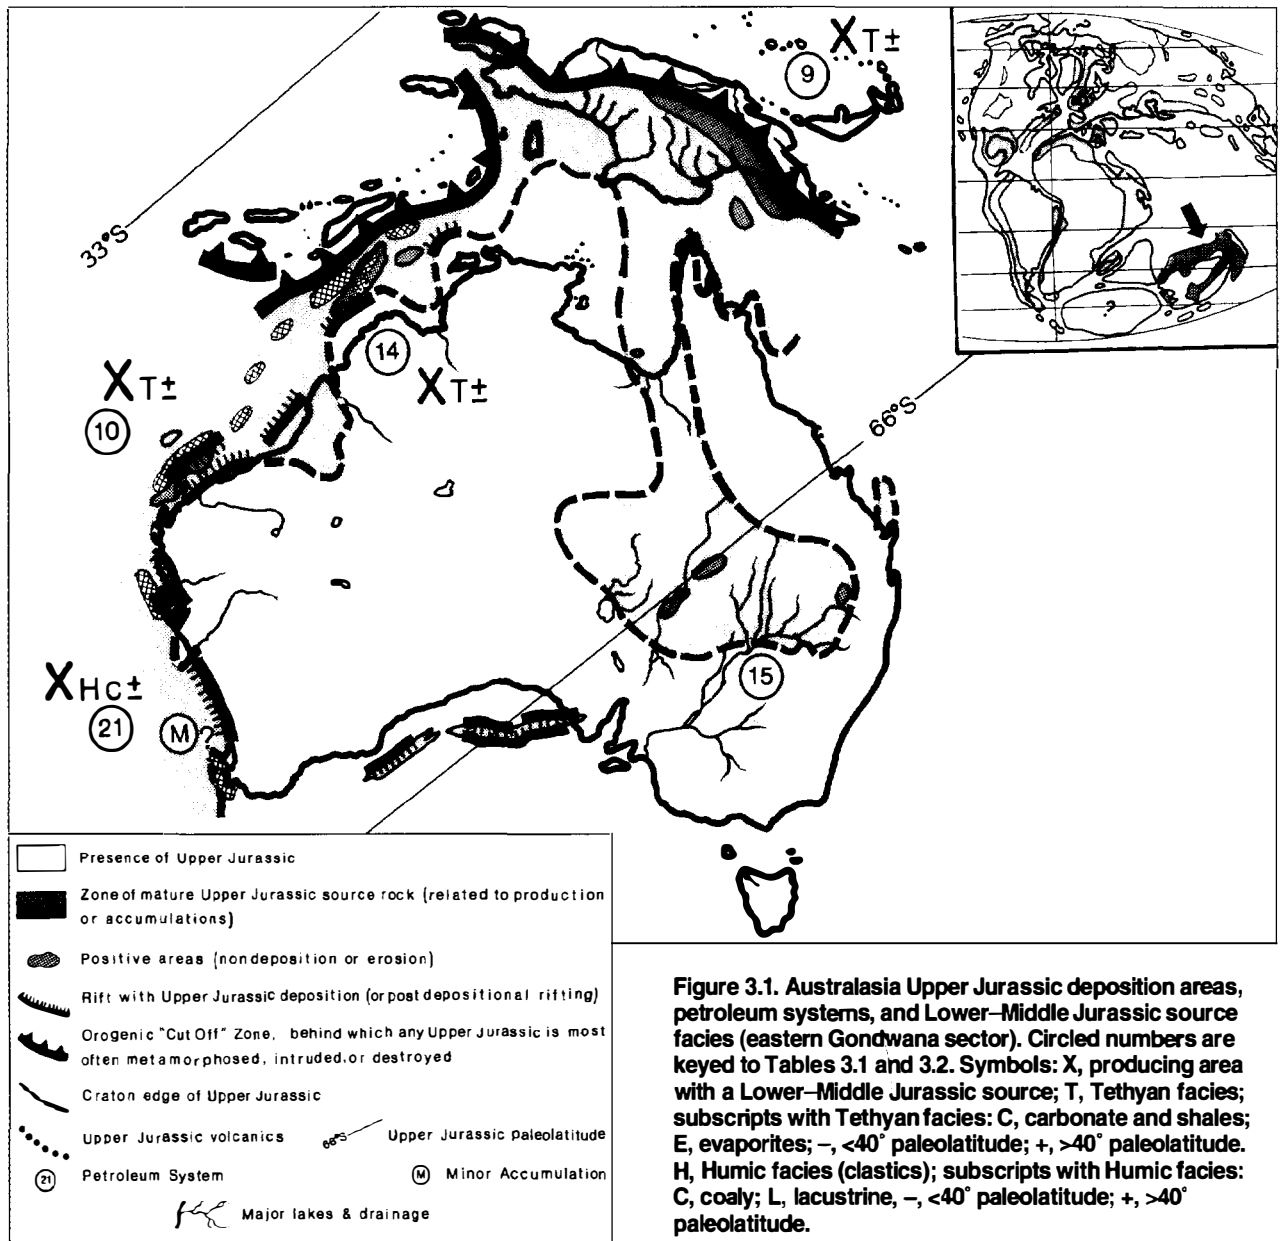 X T±
9
33°S
?
14
X T±
X T±
10
66°S
X HC±
21
M ?
15
Presence of Upper Jurassic
Zone of mature Upper Jurassic source rock (related to production
or accumulations)
Positive areas (nondeposition or erosion)
Rift with Upper Jurassic deposition (or post depositional rifting)
Orogenic "Cut Off" Zone, behind which any Upper Jurassic is most
often metamorphosed, intruded, or destroyed
Craton edge of Upper Jurassic
Upper Jurassic volcanics
66°S Upper Jurassic paleolatitude
21 Petroleum System
M Minor Accumulation
Major lakes & drainage
Figure 3.1. Australasia Upper Jurassic deposition areas,
petroleum systems, and Lower–Middle Jurassic source
facies (eastern Gondwana sector). Circled numbers are
keyed to Tables 3.1 and 3.2. Symbols: X, producing area
with a Lower–Middle Jurassic source; T, Tethyan facies;
subscripts with Tethyan facies: C, carbonate and shales;
E, evaporites; –, <40° paleolatitude; +, >40° paleolatitude.
H, Humic facies (clastics); subscripts with Humic facies:
C, coaly; L, lacustrine, –, <40° paleolatitude; +, >40°
paleolatitude.